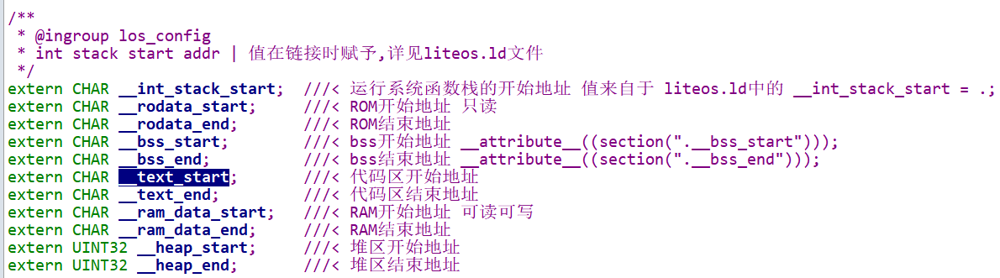 /**
 * @ingroup los_config
 * int stack start addr | 值在链接时赋予,详见liteos.ld文件
 */
extern CHAR __int_stack_start;  ///< 运行系统函数栈的开始地址 值来自于 liteos.ld中的 __int_stack_start = .;
extern CHAR __rodata_start;     ///< ROM开始地址 只读
extern CHAR __rodata_end;       ///< ROM结束地址
extern CHAR __bss_start;        ///< bss开始地址 __attribute__((section(".__bss_start")));
extern CHAR __bss_end;          ///< bss结束地址 __attribute__((section(".__bss_end")));
extern CHAR __text_start;       ///< 代码区开始地址
extern CHAR __text_end;         ///< 代码区结束地址
extern CHAR __ram_data_start;   ///< RAM开始地址 可读可写
extern CHAR __ram_data_end;     ///< RAM结束地址
extern UINT32 __heap_start;     ///< 堆区开始地址
extern UINT32 __heap_end;       ///< 堆区结束地址